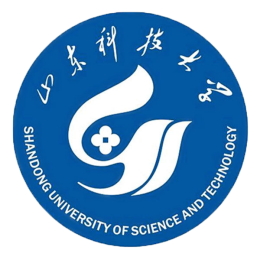 山东科技大学
SHANDONG UNIVERSITY OF SCIENCE AND TECHNOLOGY